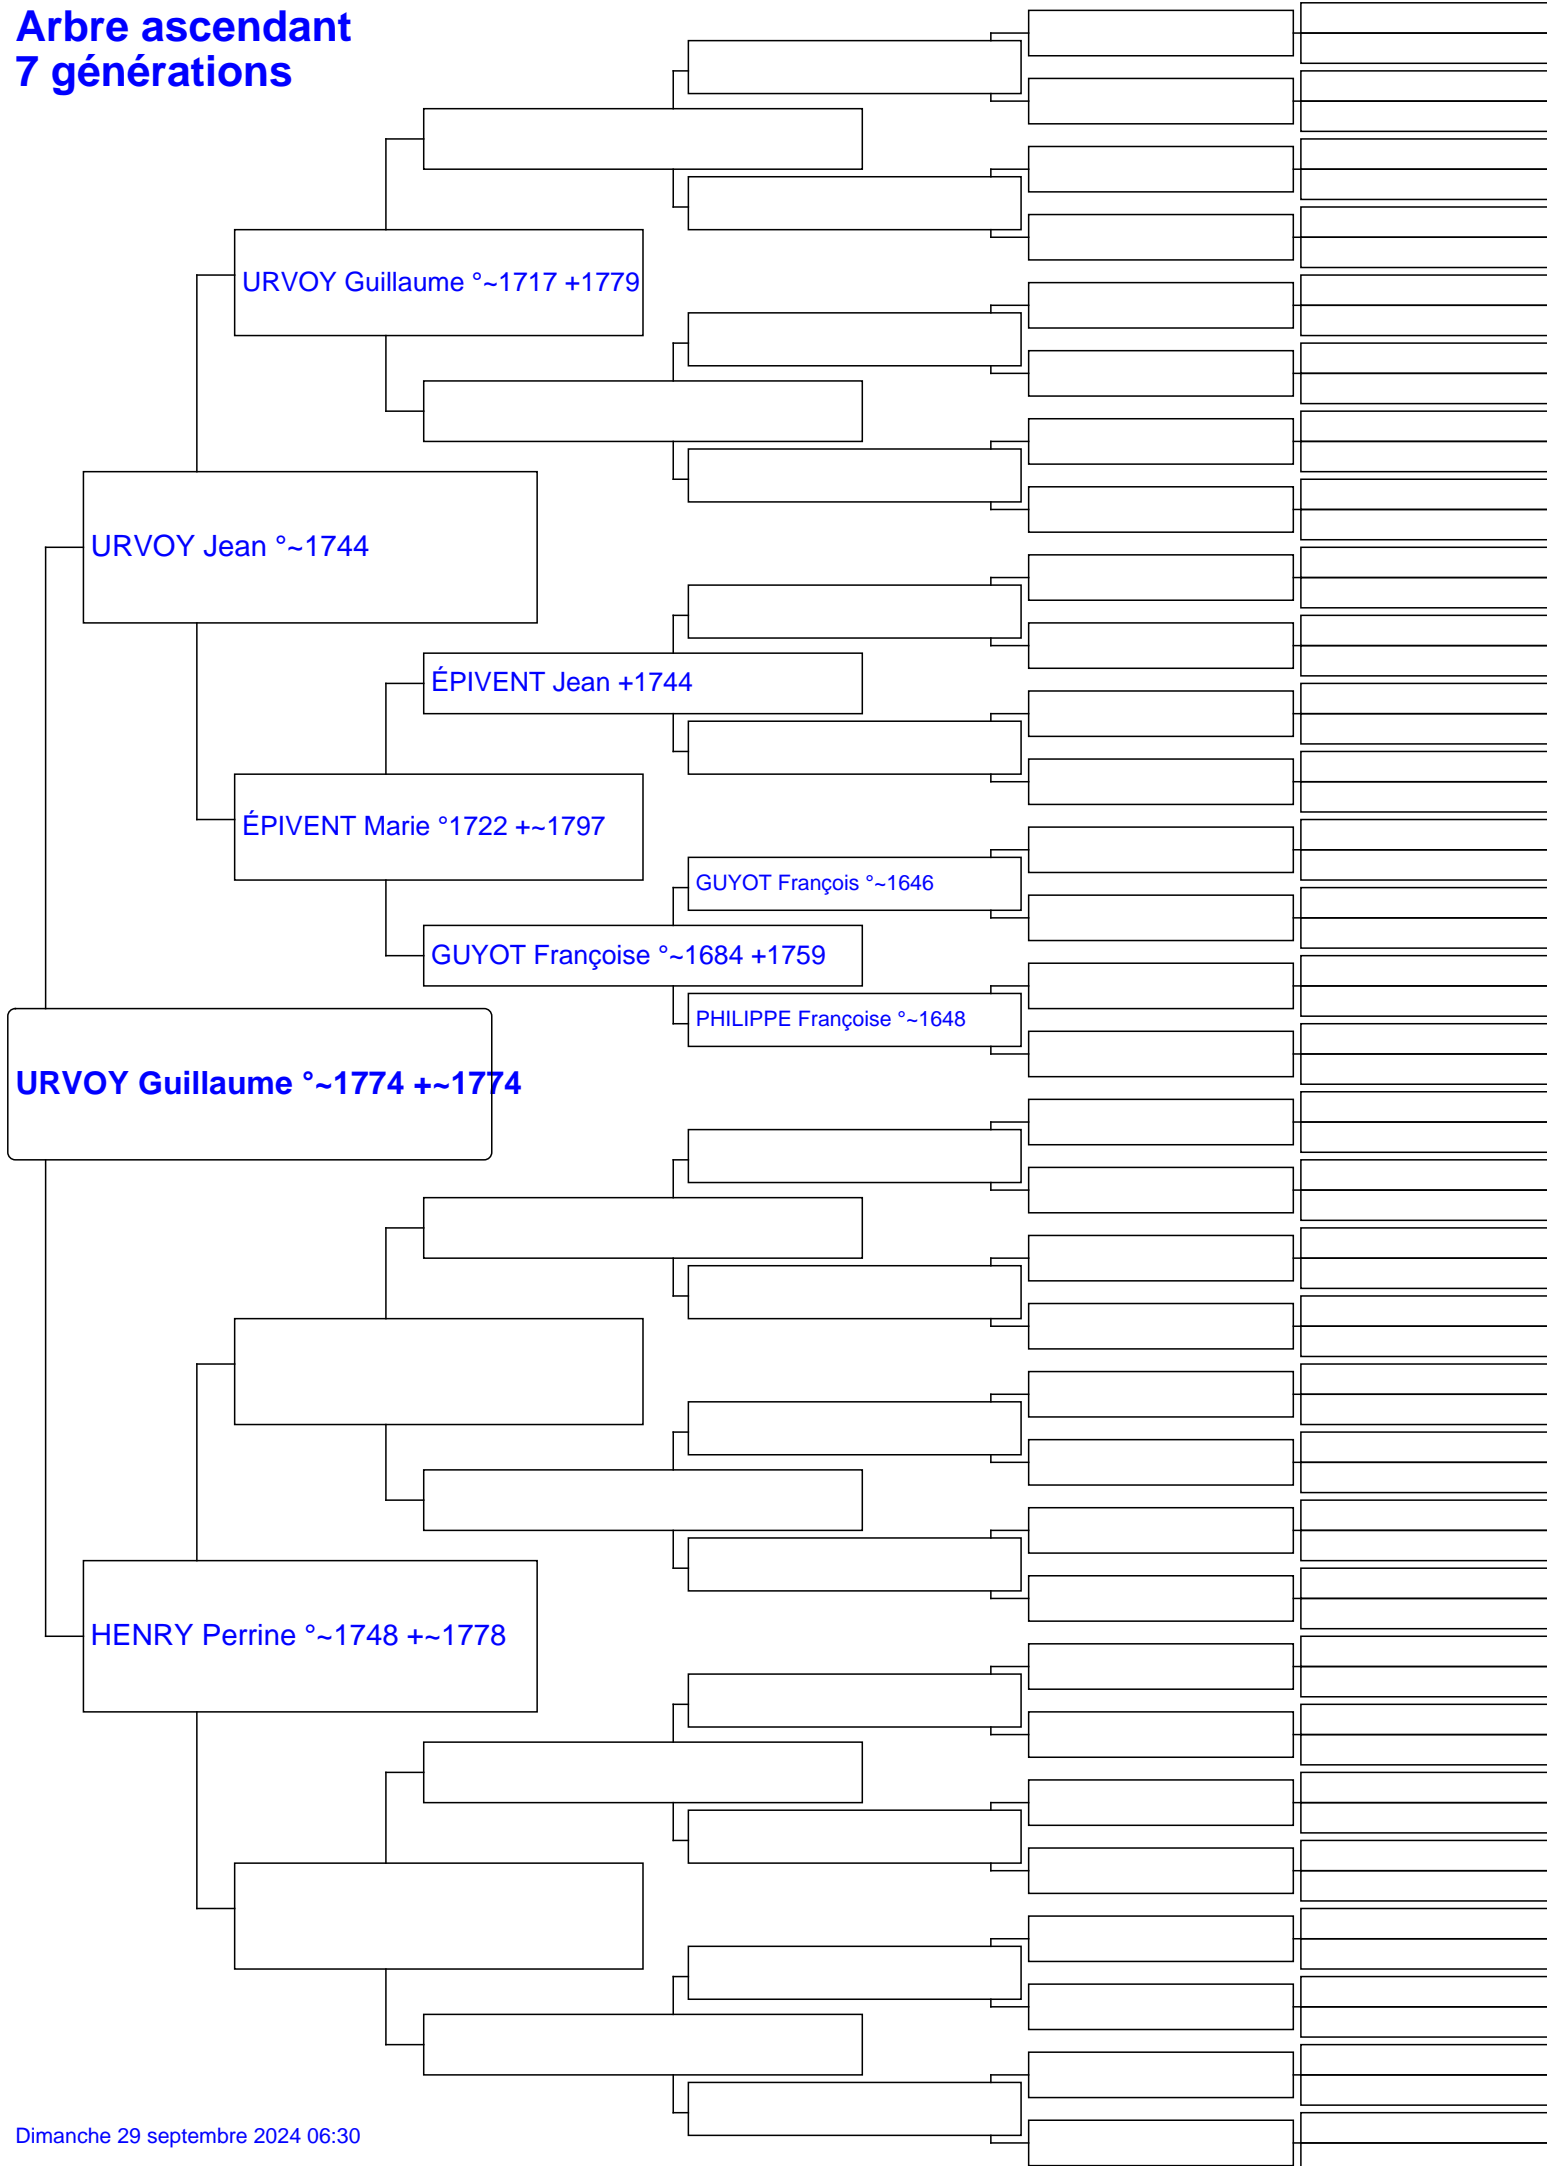 Arbre ascendant
7 générations
URVOY Guillaume °~1717 +1779
URVOY Jean °~1744
ÉPIVENT Jean +1744
ÉPIVENT Marie °1722 +~1797
GUYOT François °~1646
GUYOT Françoise °~1684 +1759
PHILIPPE Françoise °~1648
URVOY Guillaume °~1774 +~1774
HENRY Perrine °~1748 +~1778
Dimanche 29 septembre 2024 06:30